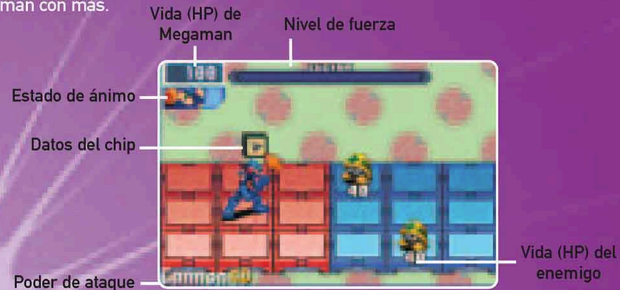 man con más.
Vida (HP) de
Megaman
Nivel de fuerza
100
Estado de ánimo
Datos del chip
Vida (HP) del
enemigo
Poder de ataque